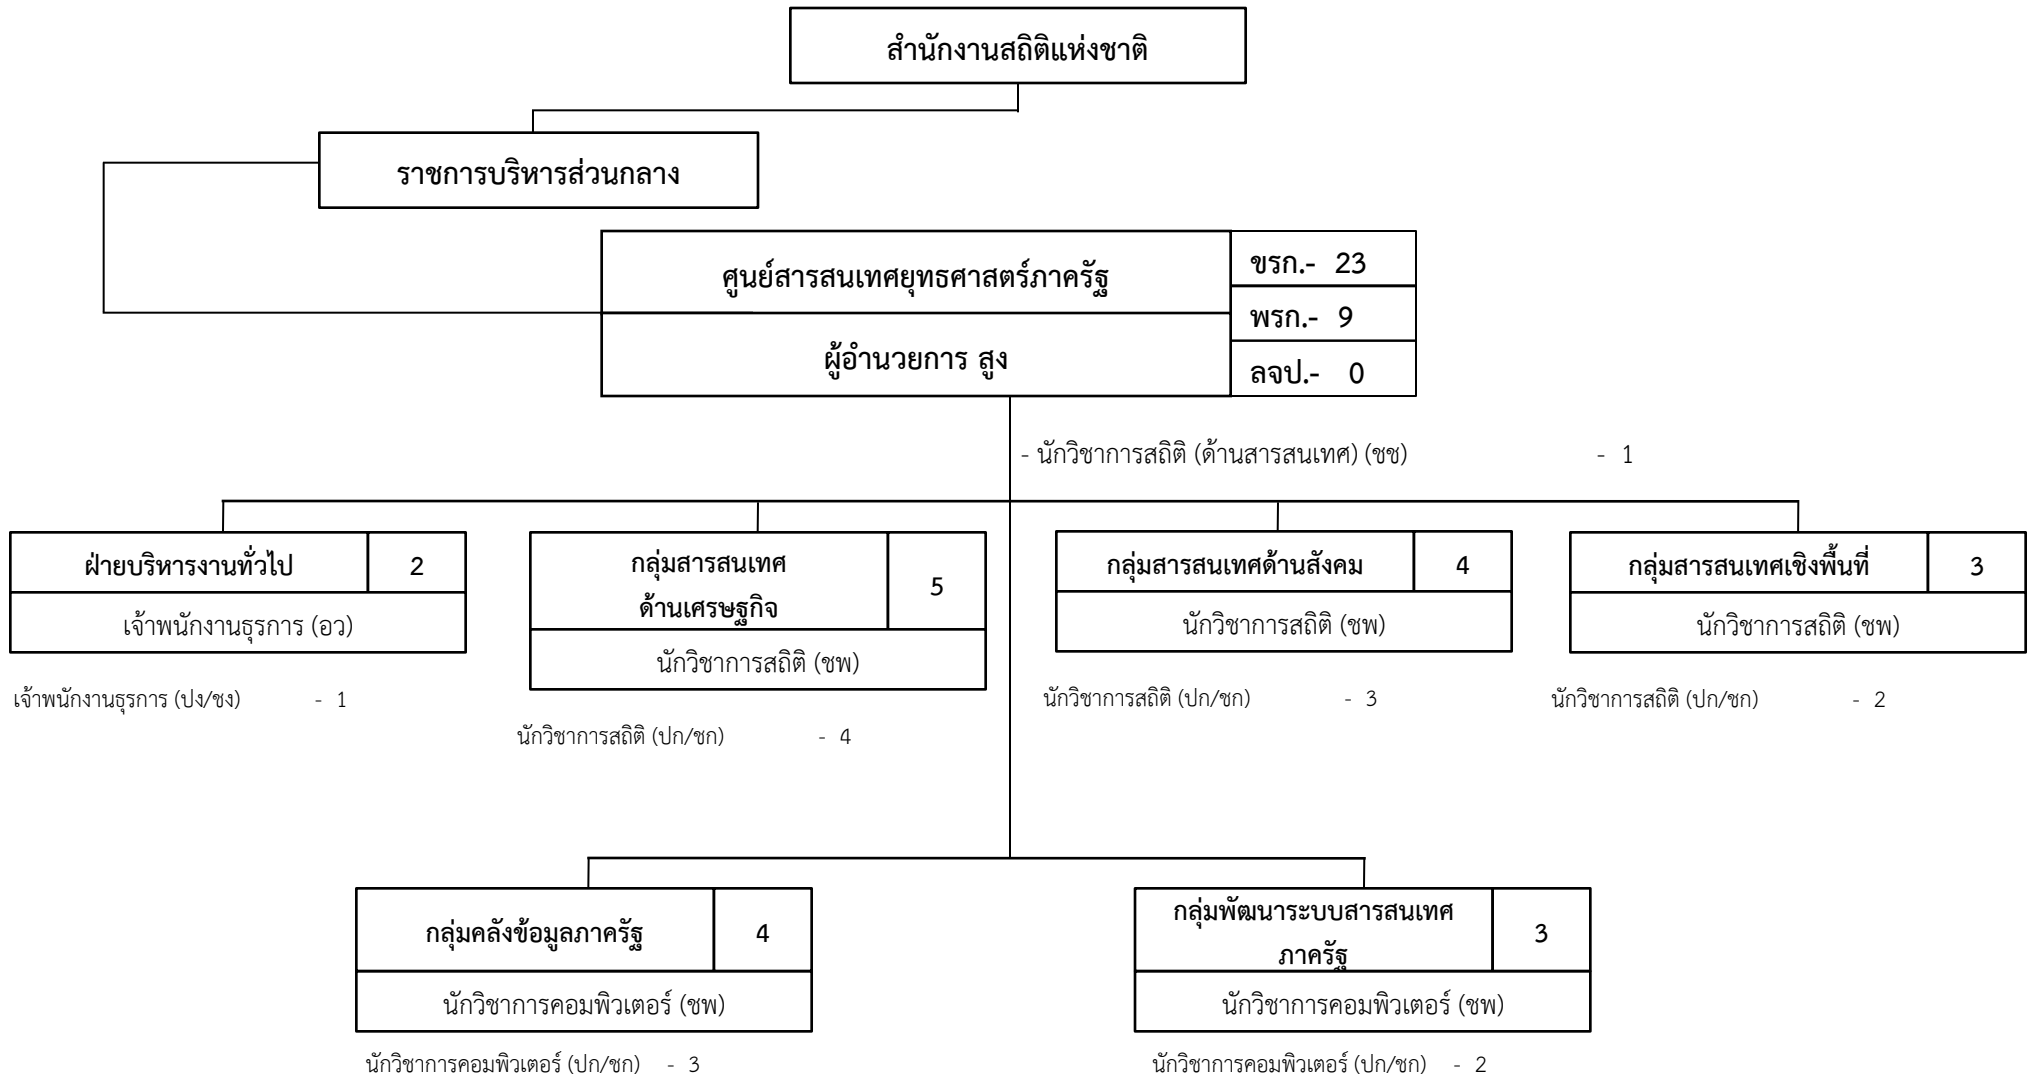 สำนักงานสถิติแห่งชาติ
ราชการบริหารส่วนกลาง
ศูนย์สารสนเทศยุทธศาสตร์ภาครัฐ
ผู้อำนวยการ สูง
ขรก.- 23
พรก.- 9
ลจป.- 0
- นักวิชาการสถิติ (ด้านสารสนเทศ) (ชช) - 1
ฝ่ายบริหารงานทั่วไป 2
เจ้าพนักงานธุรการ (อว)
เจ้าพนักงานธุรการ (ปง/ชง) - 1
กลุ่มสารสนเทศ
ด้านเศรษฐกิจ
5
นักวิชาการสถิติ (ชพ)
นักวิชาการสถิติ (ปก/ชก) - 4
กลุ่มสารสนเทศด้านสังคม 4
นักวิชาการสถิติ (ชพ)
นักวิชาการสถิติ (ปก/ชก) - 3
กลุ่มสารสนเทศเชิงพื้นที่ 3
นักวิชาการสถิติ (ชพ)
นักวิชาการสถิติ (ปก/ชก) - 2
กลุ่มคลังข้อมูลภาครัฐ 4
นักวิชาการคอมพิวเตอร์ (ชพ)
นักวิชาการคอมพิวเตอร์ (ปก/ชก) - 3
กลุ่มพัฒนาระบบสารสนเทศ
ภาครัฐ
3
นักวิชาการคอมพิวเตอร์ (ชพ)
นักวิชาการคอมพิวเตอร์ (ปก/ชก) - 2